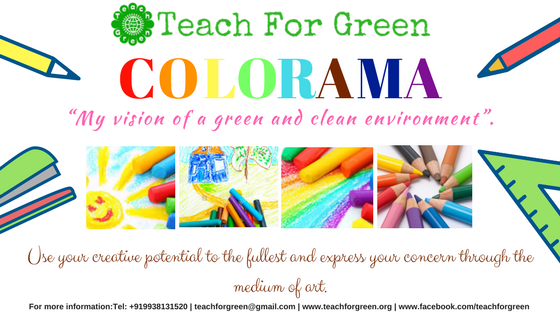 Teach For Green
COLORAMA
“My vision of a green and clean environment”.
Use your creative potential to the fullest and express your concern through the
medium of art.
For more information:Tel: +919938131520 | teachforgreen@gmail.com | www.teachforgreen.org | www.facebook.com/teachforgreen